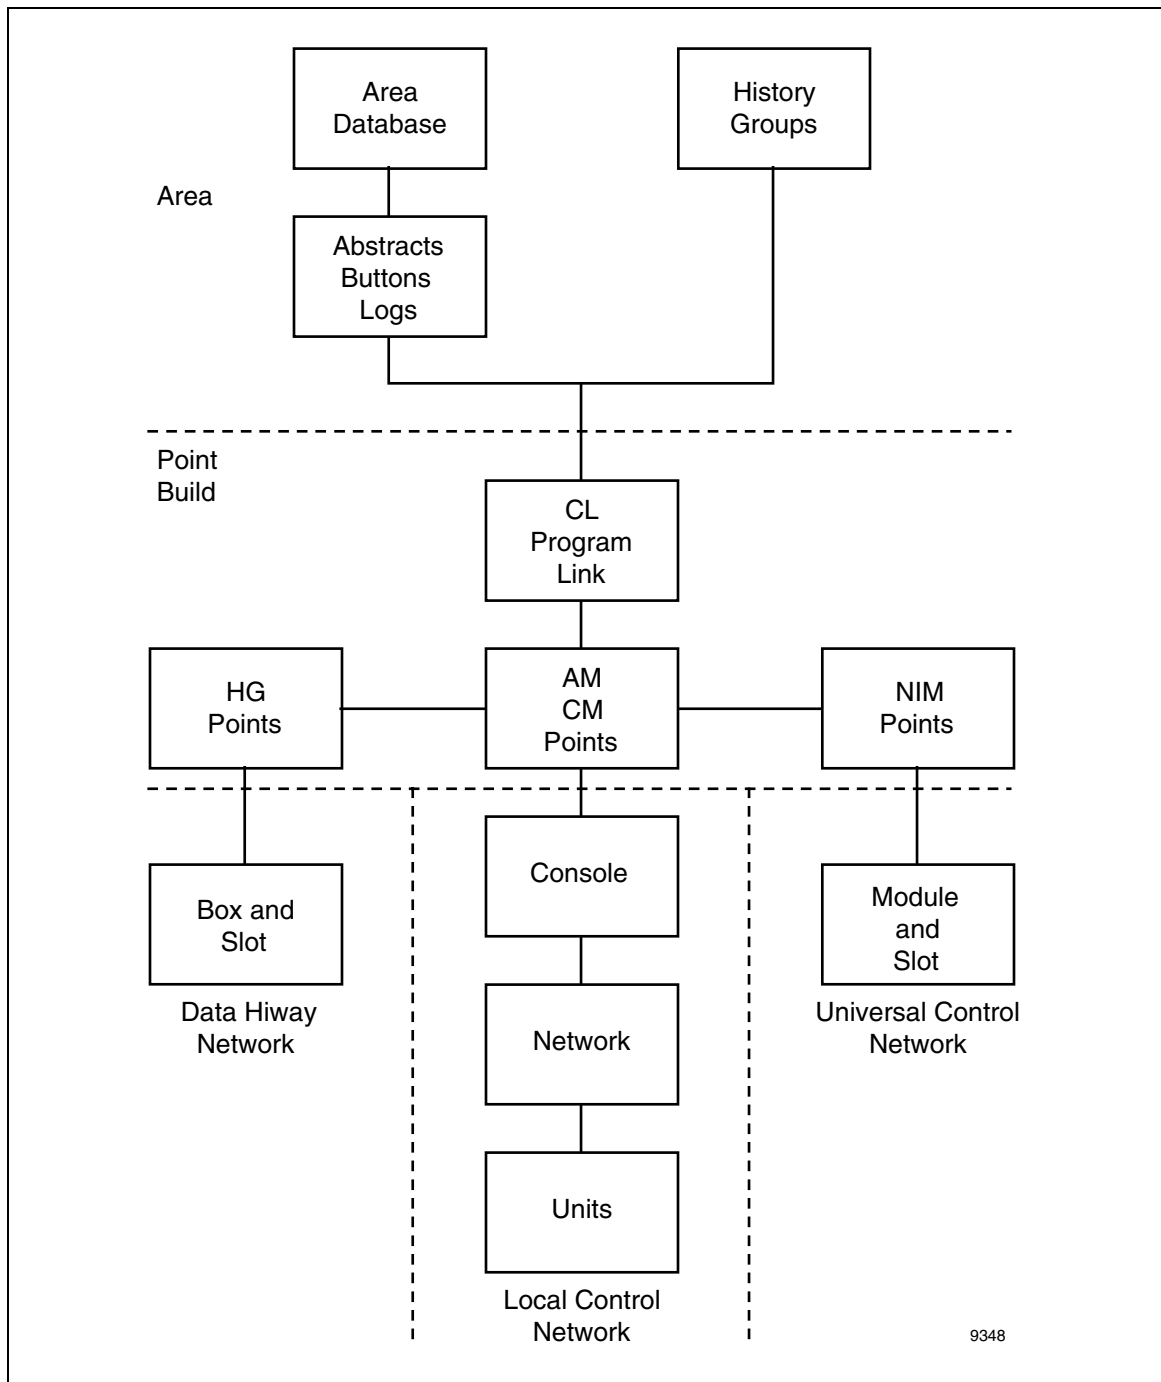 Area
Database
History
Groups
Area
Abstracts
Buttons
Logs
Point
Build
CL
Program
Link
HG
Points
AM
CM
Points
NIM
Points
Console
Box and
Slot
Module
and
Slot
Data Hiway
Network
Network
Universal Control
Network
Units
Local Control
Network
9348